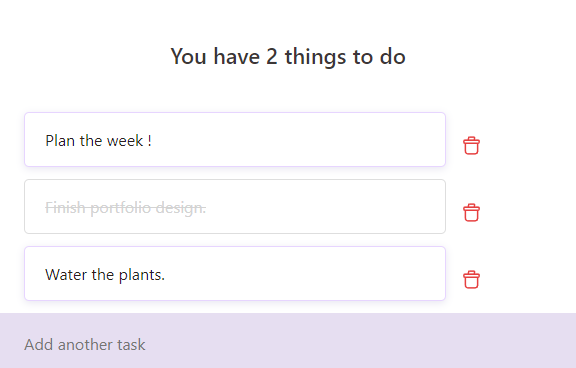 You have 2 things to do
Plan the week !
Finish portfolio design.
Water the plants.
Add another task